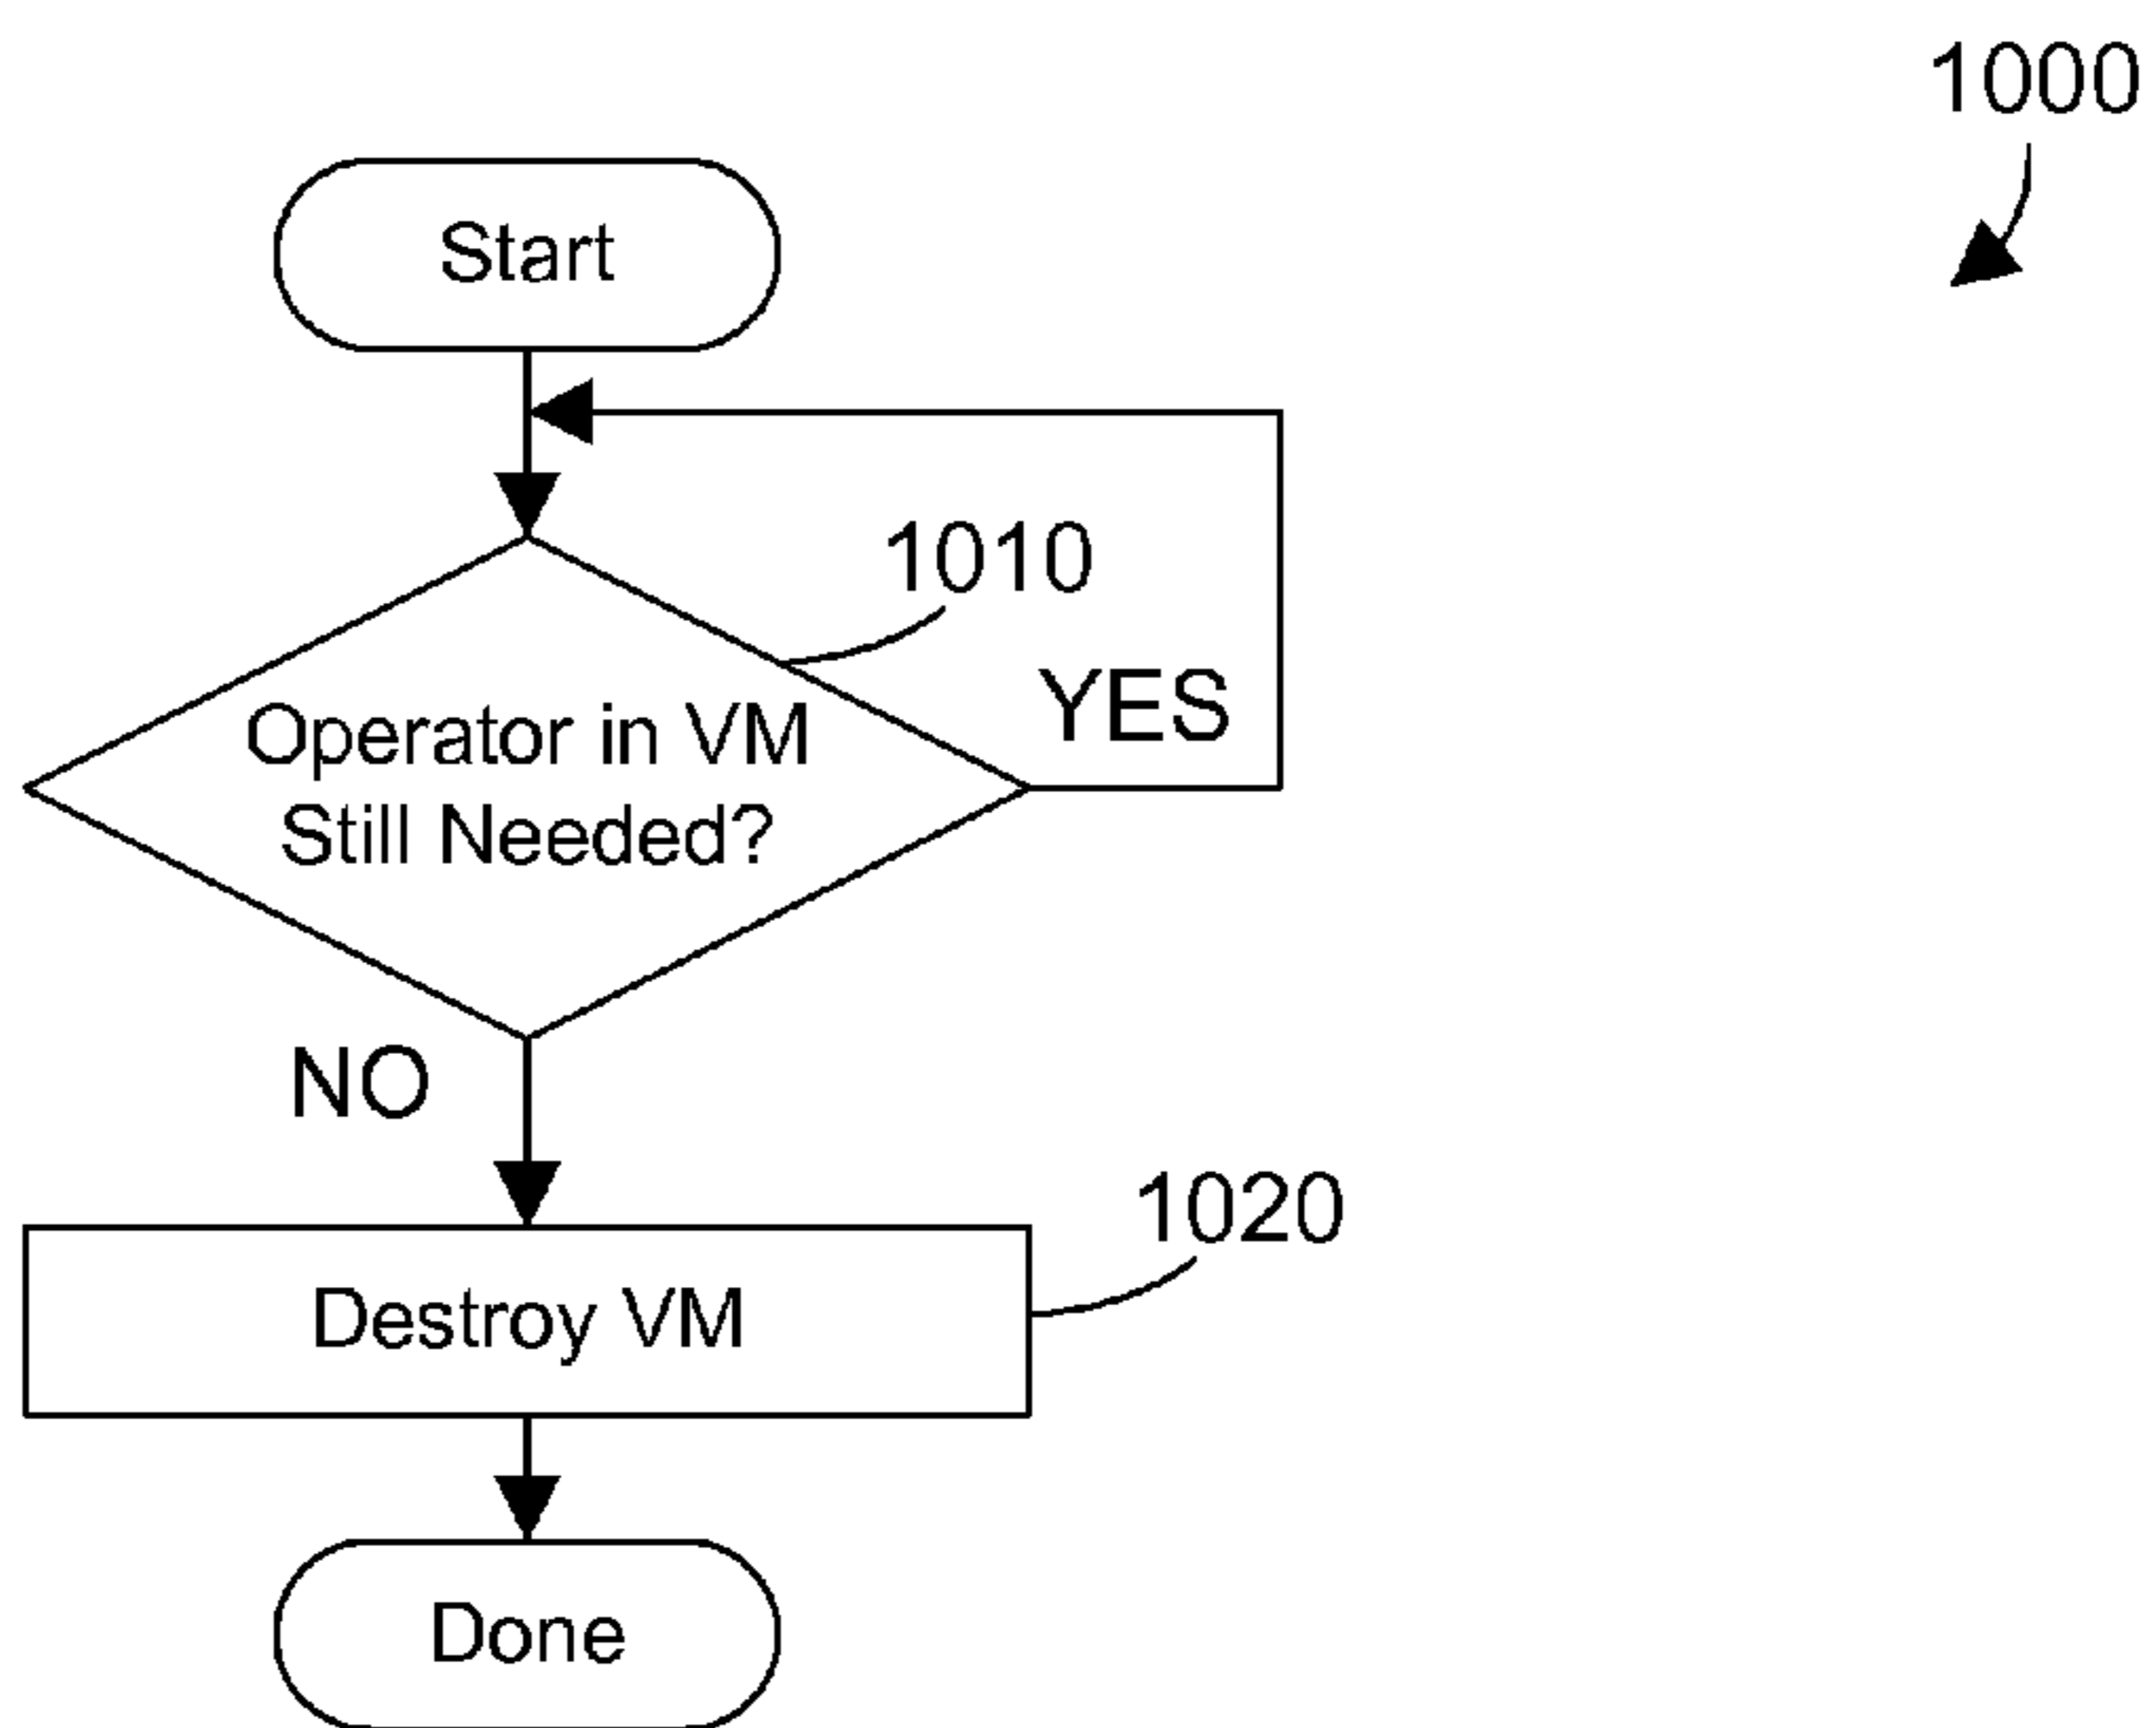 1000
Start
1010
YES
Operator in VM
Still Needed?
NO
1020
Destroy VM
Done